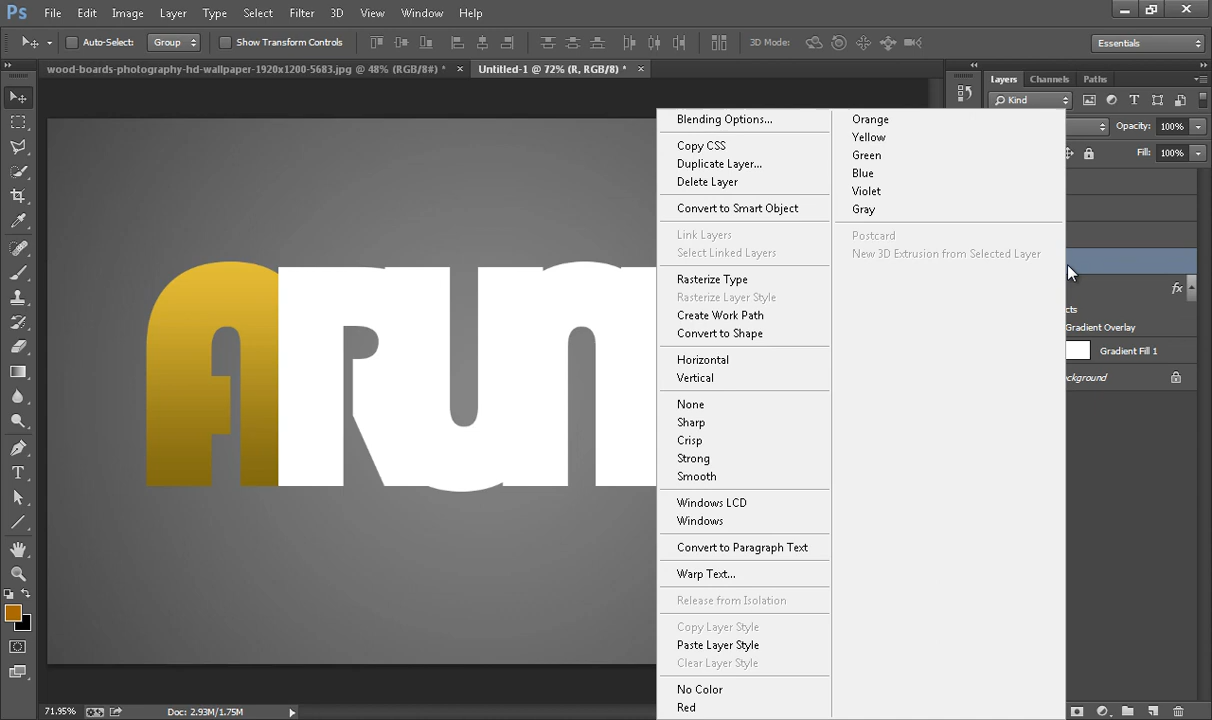 Ps File Edit Image Layer Type Select Filter 3D View Window Help
Auto-Select: Group Show Transform Controls 3D Mode: Essentials
wood-boards-photography-hd-wallpaper-1920x1200-5683.jpg @ 48% (RGB/8#) * × Untitled-1 @ 72% (R, RGB/8) * ×
Layers Channels Paths
Kind
Opacity: 100%
Fill: 100%
fx
Gradient Overlay
Gradient Fill 1
ARUN
Blending Options...
Copy CSS
Duplicate Layer...
Delete Layer
Convert to Smart Object
Link Layers
Select Linked Layers
Rasterize Type
Rasterize Layer Style
Create Work Path
Convert to Shape
Horizontal
Vertical
None
Sharp
Crisp
Strong
Smooth
Windows LCD
Windows
Convert to Paragraph Text
Warp Text...
Release from Isolation
Copy Layer Style
Paste Layer Style
Clear Layer Style
No Color
Red
Orange
Yellow
Green
Blue
Violet
Gray
Postcard
New 3D Extrusion from Selected Layer
71.95% Doc: 2.93M/1.75M